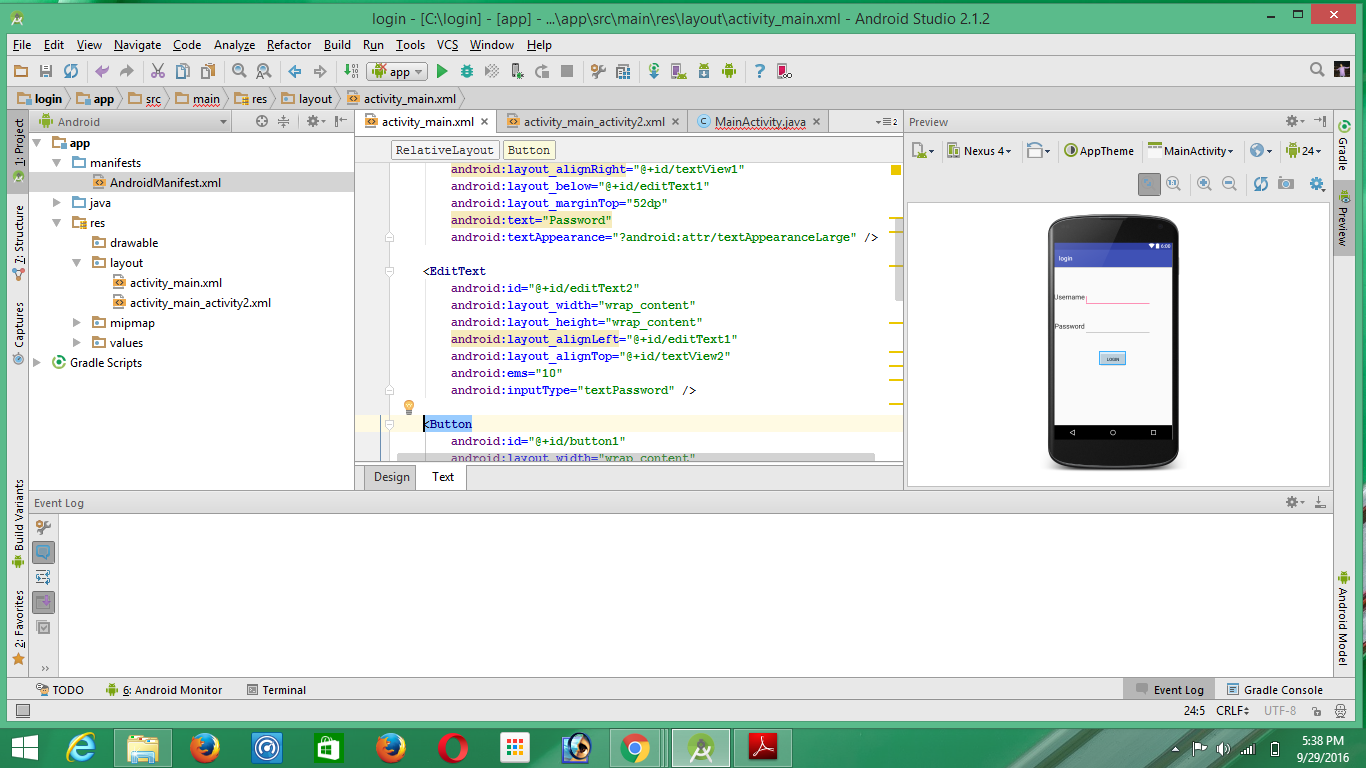 login - [C:\login] - [app] - ...\app\src\main\res\layout\activity_main.xml - Android Studio 2.1.2
File Edit View Navigate Code Analyze Refactor Build Run Tools VCS Window Help
app
login app src main res layout activity_main.xml
1: Project
7: Structure
Captures
Build Variants
2: Favorites
Android
app
manifests
AndroidManifest.xml
java
res
drawable
layout
activity_main.xml
activity_main_activity2.xml
mipmap
values
Gradle Scripts
activity_main.xml activity_main_activity2.xml MainActivity.java 2
RelativeLayout Button
android:layout_alignRight="@+id/textView1"
android:layout_below="@+id/editText1"
android:layout_marginTop="52dp"
android:text="Password"
android:textAppearance="?android:attr/textAppearanceLarge" />
<EditText
android:id="@+id/editText2"
android:layout_width="wrap_content"
android:layout_height="wrap_content"
android:layout_alignLeft="@+id/editText1"
android:layout_alignTop="@+id/textView2"
android:ems="10"
android:inputType="textPassword" />
<Button
android:id="@+id/button1"
android:layout_width="wrap_content"
Design Text
Preview
Nexus 4 AppTheme MainActivity 24
1:1
6:00
login
Username
Password
LOGIN
Gradle
Preview
Android Model
Event Log
TODO 6: Android Monitor Terminal Event Log Gradle Console
24:5 CRLF UTF-8
5:38 PM
9/29/2016